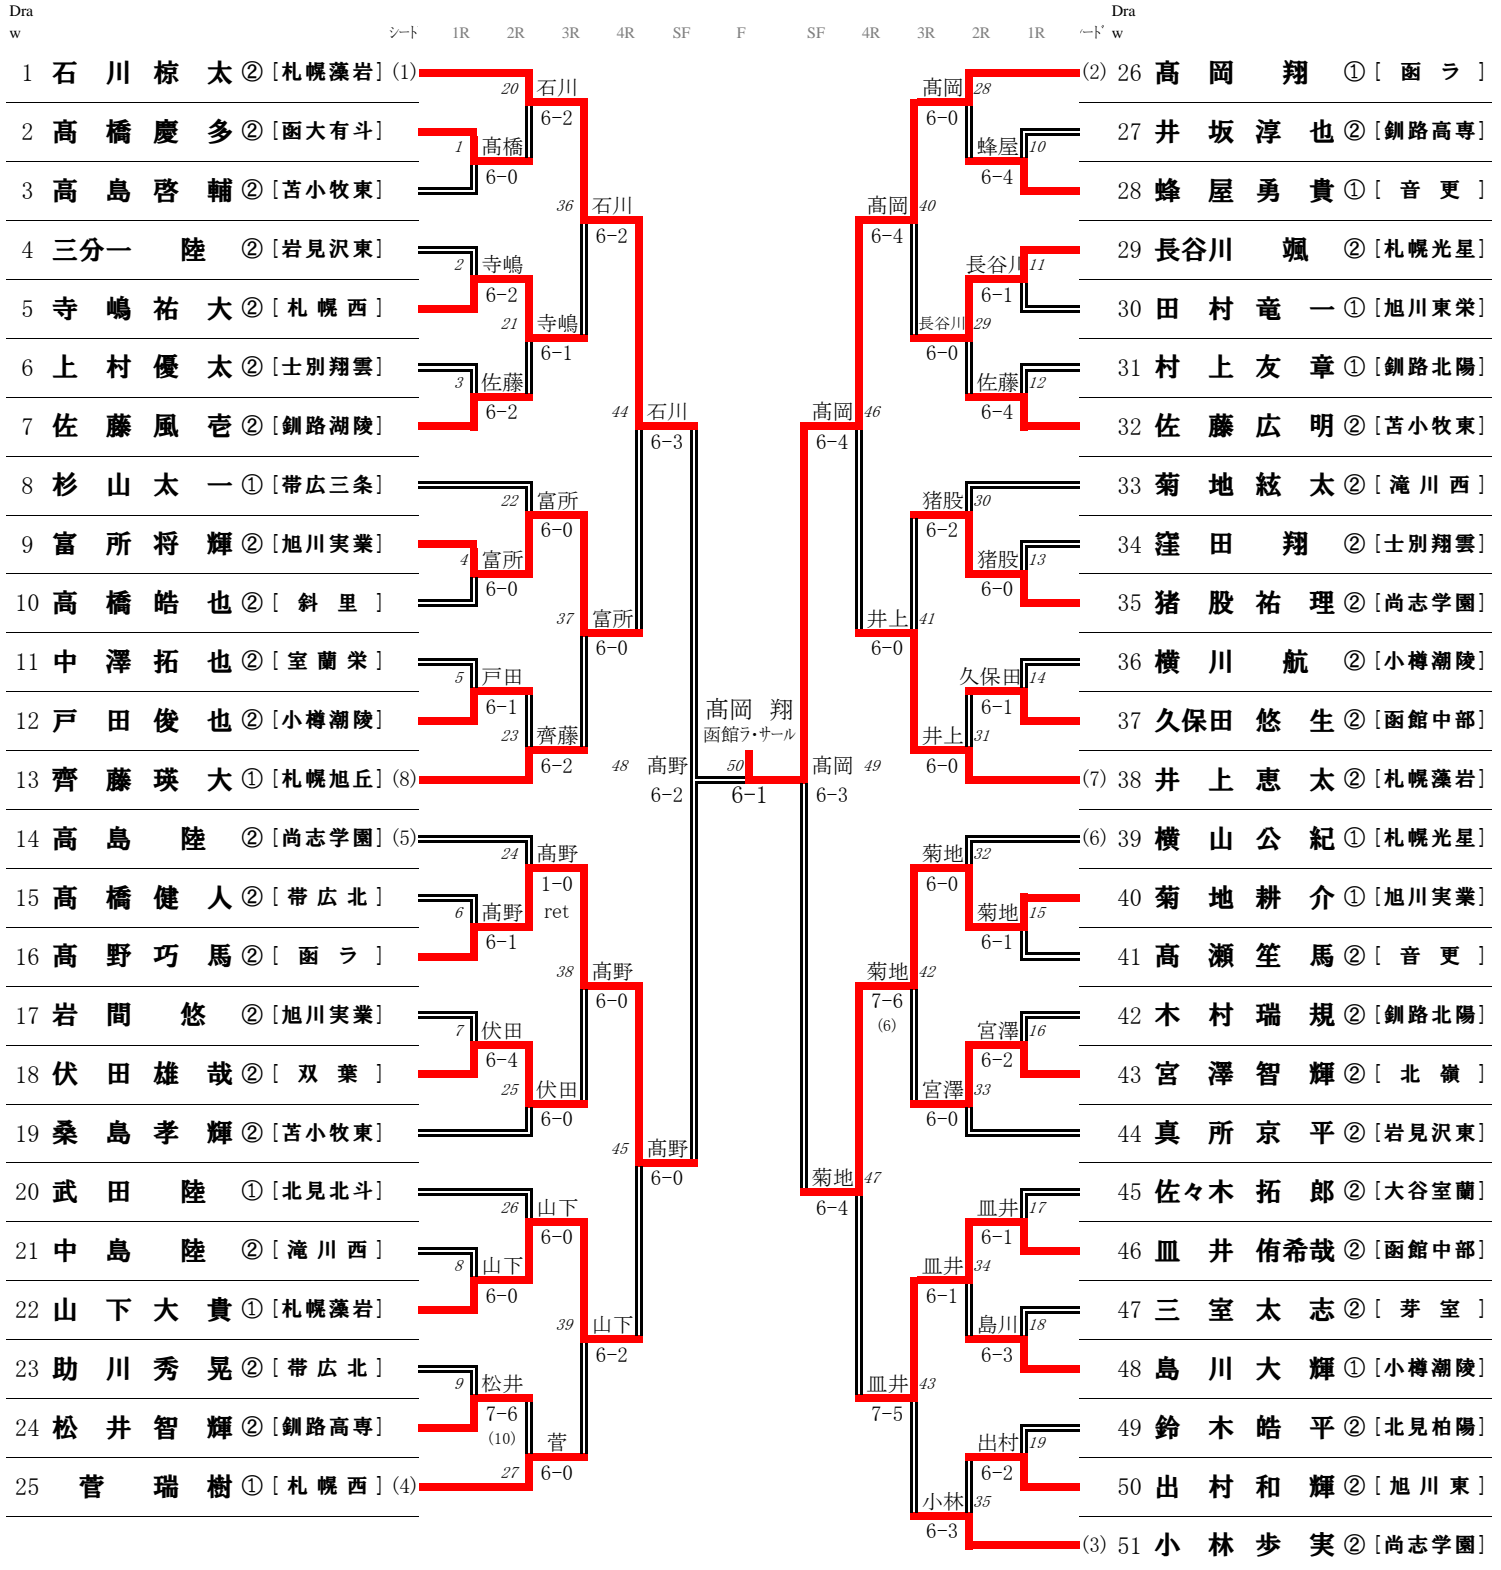 Dra
w
シート 1R 2R 3R 4R SF F SF 4R 3R 2R 1R
Dra
w
1 石川椋太 ② [札幌藻岩] (1)
2 髙橋慶多 ② [函大有斗]
3 高島啓輔 ② [苫小牧東]
4 三分一 陸 ② [岩見沢東]
5 寺嶋祐大 ② [札幌西]
6 上村優太 ② [士別翔雲]
7 佐藤風壱 ② [釧路湖陵]
8 杉山太一 ① [帯広三条]
9 富所将輝 ② [旭川実業]
10 高橋皓也 ② [斜里]
11 中澤拓也 ② [室蘭栄]
12 戸田俊也 ② [小樽潮陵]
13 齊藤瑛大 ① [札幌旭丘] (8)
14 高島 陸 ② [尚志学園] (5)
15 髙橋健人 ② [帯広北]
16 髙野巧馬 ② [函ラ]
17 岩間 悠 ② [旭川実業]
18 伏田雄哉 ② [双葉]
19 桑島孝輝 ② [苫小牧東]
20 武田 陸 ① [北見北斗]
21 中島 陸 ② [滝川西]
22 山下大貴 ① [札幌藻岩]
23 助川秀晃 ② [帯広北]
24 松井智輝 ② [釧路高専]
25 菅 瑞樹 ① [札幌西] (4)
1 髙橋
6-0
2 寺嶋
6-2
3 佐藤
6-2
4 富所
6-0
5 戸田
6-1
6 髙野
6-1
7 伏田
6-4
8 山下
6-0
9 松井
7-6
(10)
20 石川
6-2
21 寺嶋
6-1
22 富所
6-0
23 齊藤
6-2
24 髙野
1-0
ret
25 伏田
6-0
26 山下
6-0
27 菅
6-0
36 石川
6-2
37 富所
6-0
38 髙野
6-0
39 山下
6-2
44 石川
6-3
45 髙野
6-0
48 髙野
6-2
髙岡 翔
函館ラ・サール
50
6-1
髙岡 49
6-3
髙岡 46
6-4
菊地 47
6-4
髙岡 40
6-4
井上 41
6-0
菊地 42
7-6
(6)
皿井 43
7-5
髙岡 28
6-0
長谷川 29
6-0
猪股 30
6-2
井上 31
6-0
菊地 32
6-0
宮澤 33
6-0
皿井 34
6-1
小林 35
6-3
蜂屋 10
6-4
長谷川 11
6-1
佐藤 12
6-4
猪股 13
6-0
久保田 14
6-1
菊地 15
6-1
宮澤 16
6-2
皿井 17
6-1
島川 18
6-3
出村 19
6-2
(2) 26 髙岡 翔 ① [函ラ]
27 井坂淳也 ② [釧路高専]
28 蜂屋勇貴 ① [音更]
29 長谷川 颯 ② [札幌光星]
30 田村竜一 ① [旭川東栄]
31 村上友章 ① [釧路北陽]
32 佐藤広明 ② [苫小牧東]
33 菊地絃太 ② [滝川西]
34 窪田 翔 ② [士別翔雲]
35 猪股祐理 ② [尚志学園]
36 横川 航 ② [小樽潮陵]
37 久保田悠生 ② [函館中部]
(7) 38 井上恵太 ② [札幌藻岩]
(6) 39 横山公紀 ① [札幌光星]
40 菊地耕介 ① [旭川実業]
41 髙瀬笙馬 ② [音更]
42 木村瑞規 ② [釧路北陽]
43 宮澤智輝 ② [北嶺]
44 真所京平 ② [岩見沢東]
45 佐々木拓郎 ② [大谷室蘭]
46 皿井侑希哉 ② [函館中部]
47 三室太志 ② [芽室]
48 島川大輝 ① [小樽潮陵]
49 鈴木皓平 ② [北見柏陽]
50 出村和輝 ② [旭川東]
(3) 51 小林歩実 ② [尚志学園]